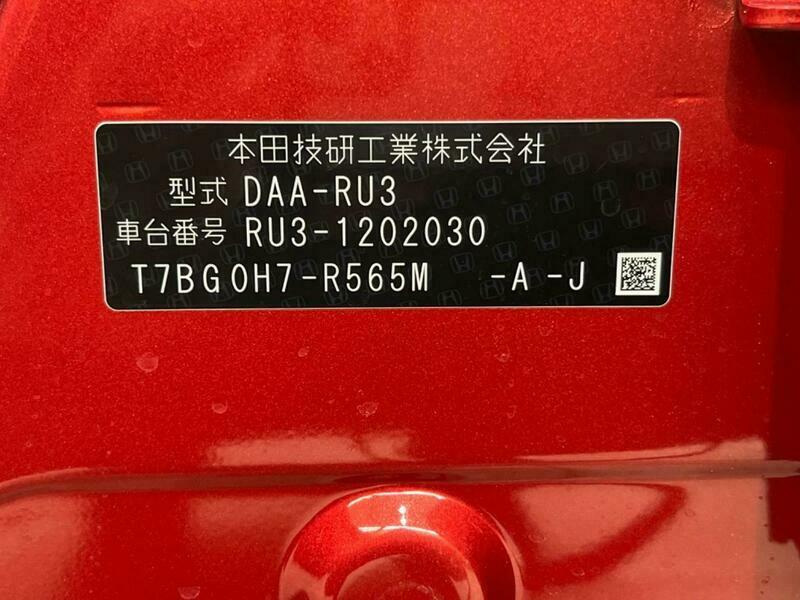 本田技研工業株式会社
型式 DAA-RU3
車台番号 RU3-1202030
T7BG0H7-R565M -A -J